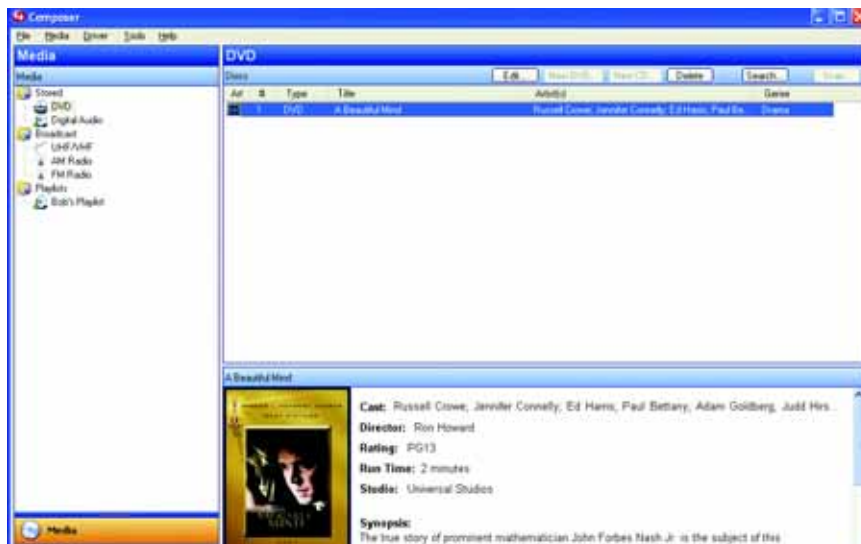 Composer
File Media Driver Tools Help
Media
DVD
Media
Discs
Edit... New DVD... New CD... Delete Search...
Stored
DVD
Digital Audio
Broadcast
UHF/VHF
AM Radio
FM Radio
Playlists
Bob's Playlist
Art # Type Title Artist(s) Genre
1 DVD A Beautiful Mind Russell Crowe; Jennifer Connelly; Ed Harris; Paul Be... Drama
A Beautiful Mind
Cast: Russell Crowe, Jennifer Connelly, Ed Harris, Paul Bettany, Adam Goldberg, Judd Hirs...
Director: Ron Howard
Rating: PG13
Run Time: 2 minutes
Studio: Universal Studios
Synopsis:
The true story of prominent mathematician John Forbes Nash Jr. is the subject of this
A BEAUTIFUL MIND
Media